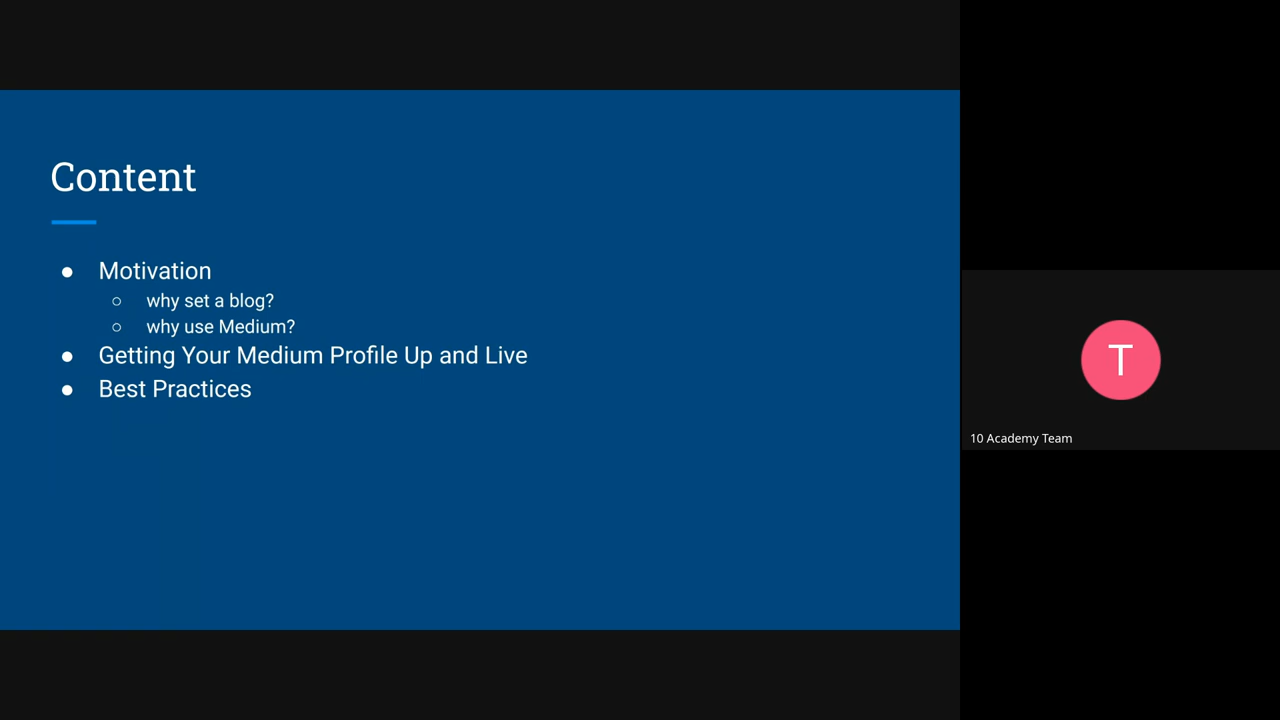 Content
● Motivation
○ why set a blog?
○ why use Medium?
● Getting Your Medium Profile Up and Live
● Best Practices
T
10 Academy Team